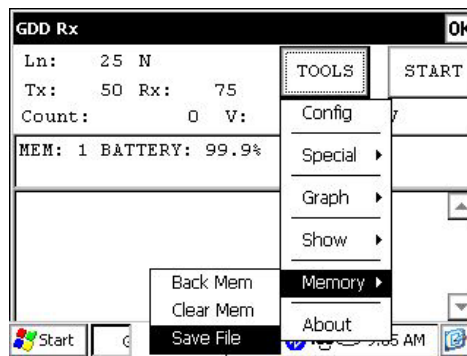 GDD Rx OK
Ln: 25 N
TOOLS START
Tx: 50 Rx: 75
Count: 0 V:
Config
MEM: 1 BATTERY: 99.9%
Special
Graph
Show
Memory
Back Mem
Clear Mem
Save File
About
Start
AM